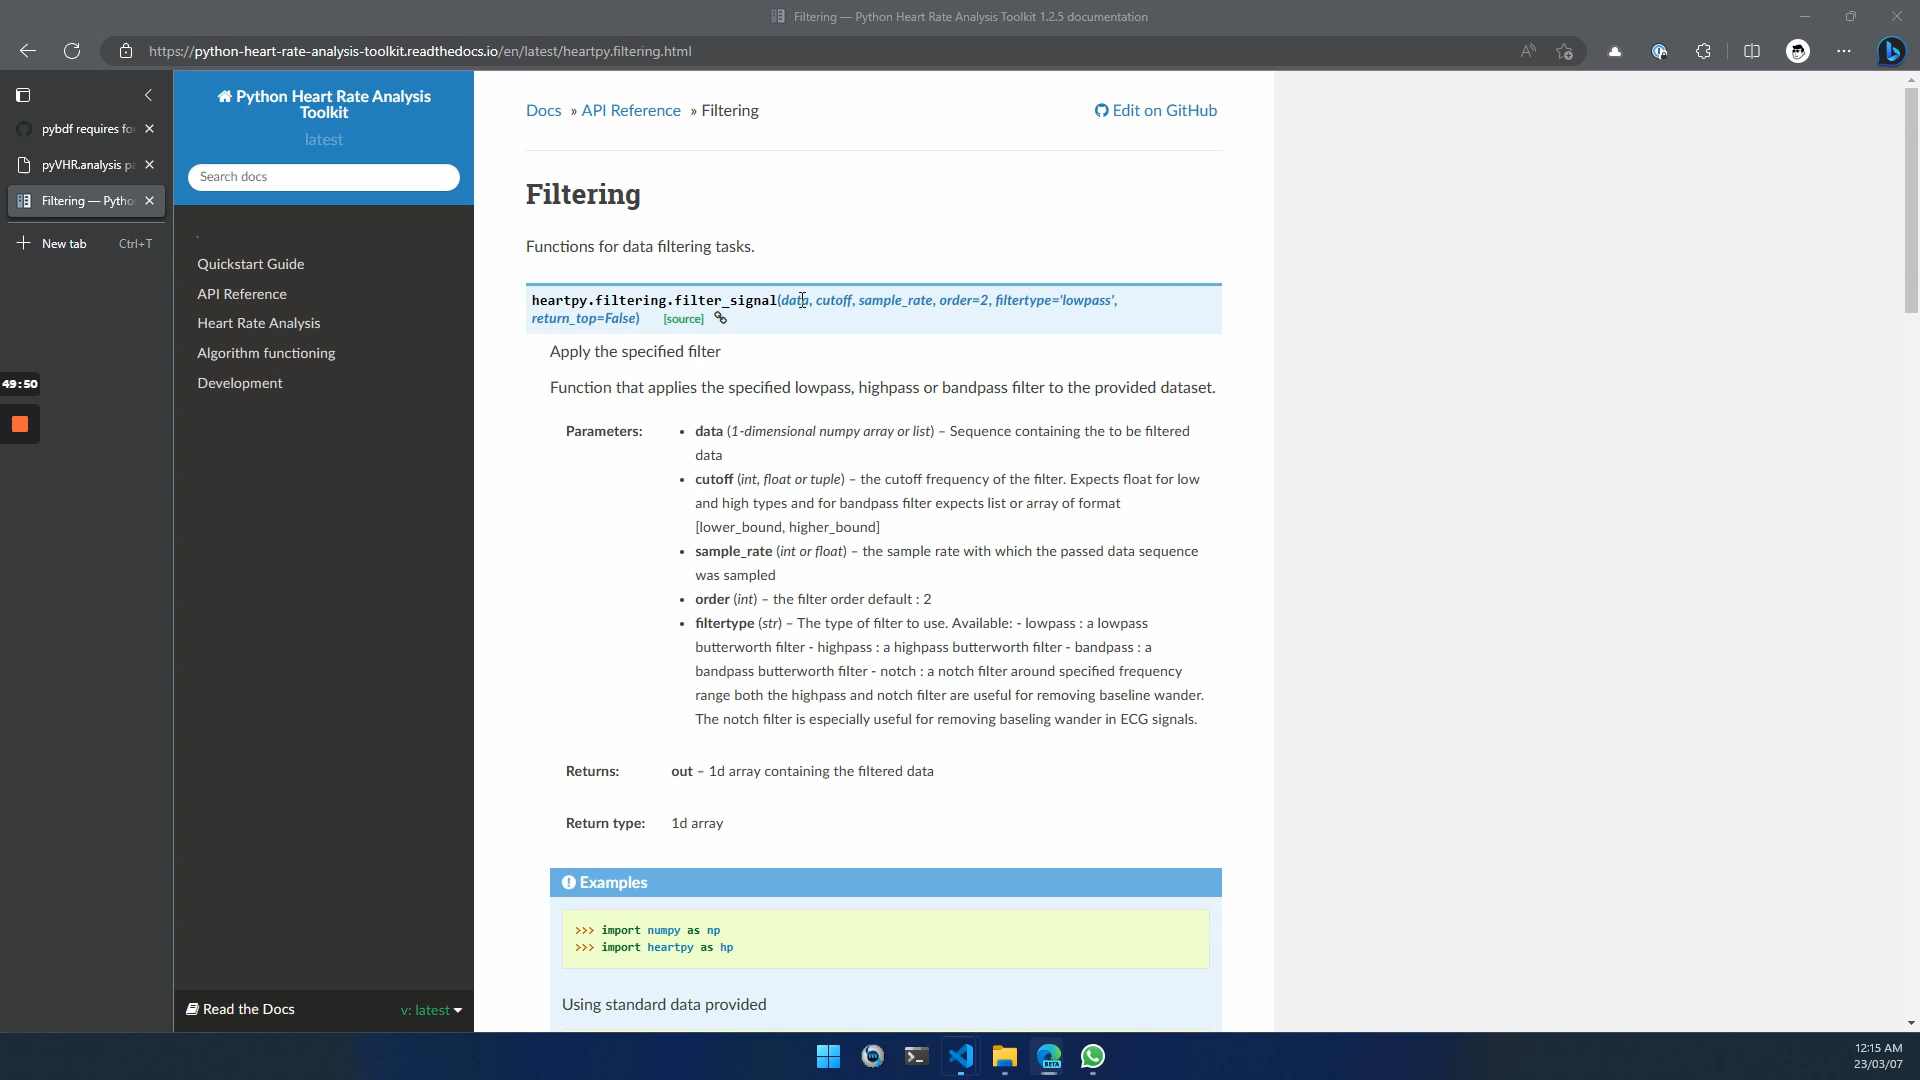 Filtering — Python Heart Rate Analysis Toolkit 1.2.5 documentation
https://python-heart-rate-analysis-toolkit.readthedocs.io/en/latest/heartpy.filtering.html
pybdf requires fo
pyVHR.analysis pa
Filtering — Pytho
New tab Ctrl+T
49:50
Python Heart Rate Analysis
Toolkit
latest
Search docs
Quickstart Guide
API Reference
Heart Rate Analysis
Algorithm functioning
Development
Read the Docs
v: latest
Docs » API Reference » Filtering
Edit on GitHub
Filtering
Functions for data filtering tasks.
heartpy.filtering.filter_signal(data, cutoff, sample_rate, order=2, filtertype='lowpass',
return_top=False) [source]
Apply the specified filter
Function that applies the specified lowpass, highpass or bandpass filter to the provided dataset.
Parameters:
• data (1-dimensional numpy array or list) – Sequence containing the to be filtered
data
• cutoff (int, float or tuple) – the cutoff frequency of the filter. Expects float for low
and high types and for bandpass filter expects list or array of format
[lower_bound, higher_bound]
• sample_rate (int or float) – the sample rate with which the passed data sequence
was sampled
• order (int) – the filter order default : 2
• filtertype (str) – The type of filter to use. Available: - lowpass : a lowpass
butterworth filter - highpass : a highpass butterworth filter - bandpass : a
bandpass butterworth filter - notch : a notch filter around specified frequency
range both the highpass and notch filter are useful for removing baseline wander.
The notch filter is especially useful for removing baseling wander in ECG signals.
Returns: out – 1d array containing the filtered data
Return type: 1d array
Examples
>>> import numpy as np
>>> import heartpy as hp
Using standard data provided
BETA
12:15 AM
23/03/07